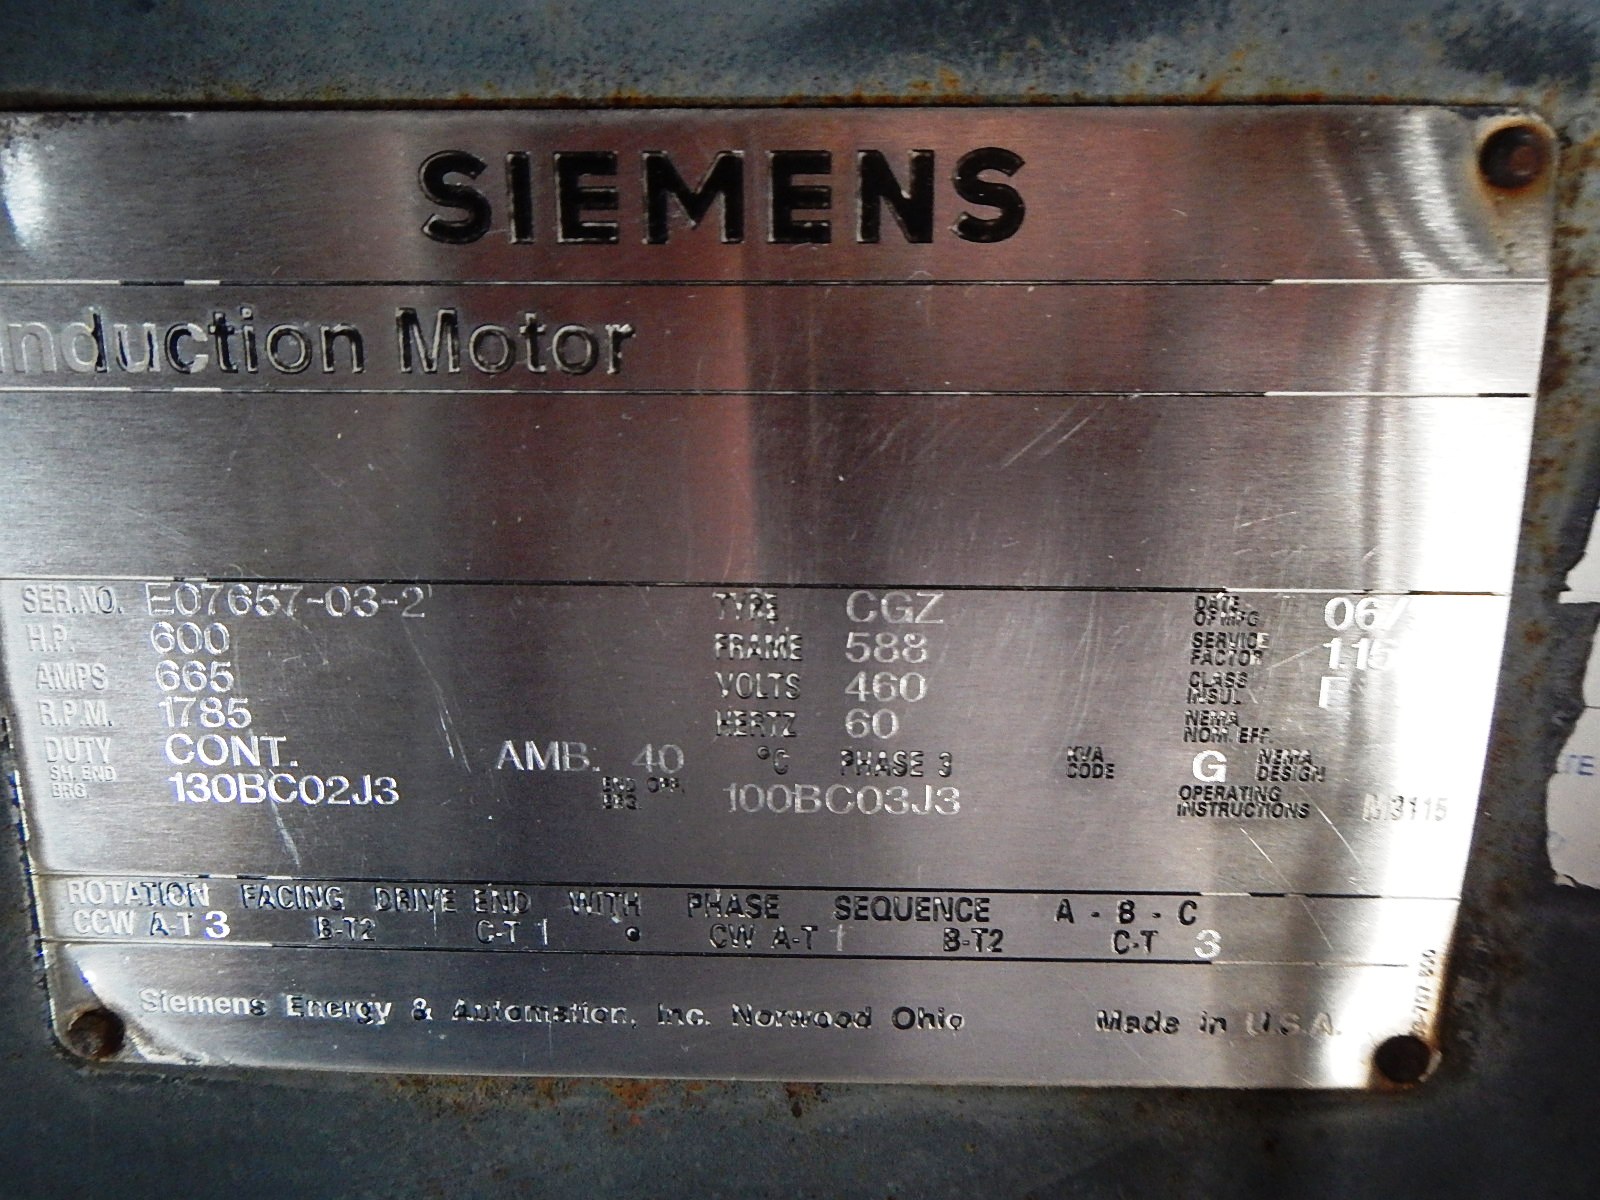 SIEMENS
Induction Motor
SER.NO. E07657-03-2 TYPE CGZ DATE OF MFG. 06/
H.P. 600 FRAME 588 SERVICE FACTOR 1.15
AMPS 665 VOLTS 460 CLASS INSUL.
R.P.M. 1785 HERTZ 60 NEMA NOM. EFF.
DUTY CONT. AMB. 40 °C PHASE 3 KVA CODE G NEMA DESIGN
SH. END BRG. 130BC02J3 END OPP. BRG. 100BC03J3 OPERATING INSTRUCTIONS M3115
ROTATION FACING DRIVE END WITH PHASE SEQUENCE A - B - C
CCW A-T 3 B-T2 C-T 1 • CW A-T 1 B-T2 C-T 3
Siemens Energy & Automation, Inc. Norwood Ohio Made in U.S.A.